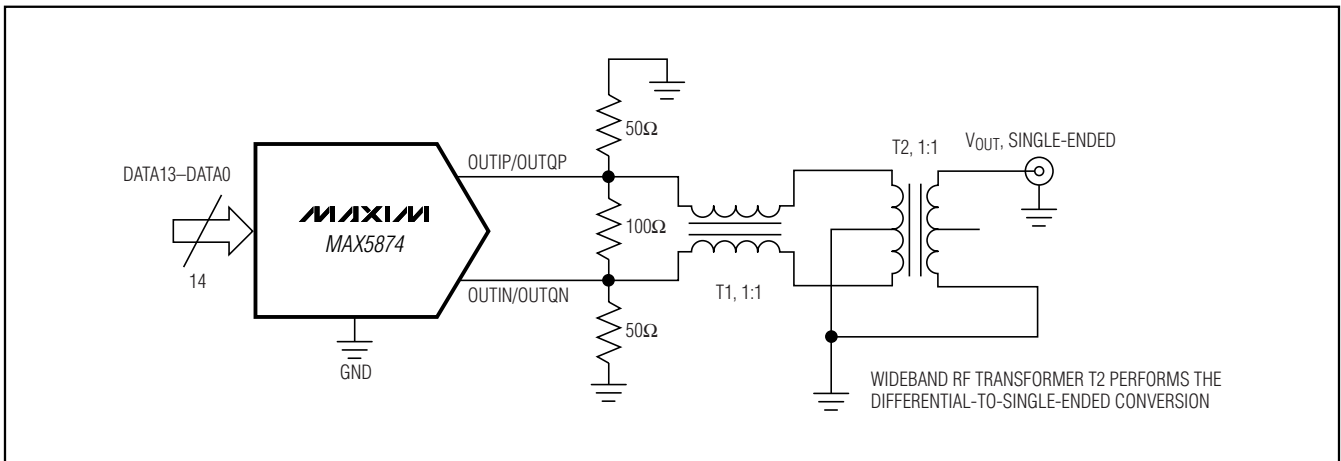 50Ω
DATA13–DATA0
14
MAXIM
MAX5874
GND
OUTIP/OUTQP
100Ω
OUTIN/OUTQN
50Ω
T1, 1:1
T2, 1:1
VOUT, SINGLE-ENDED
WIDEBAND RF TRANSFORMER T2 PERFORMS THE
DIFFERENTIAL-TO-SINGLE-ENDED CONVERSION